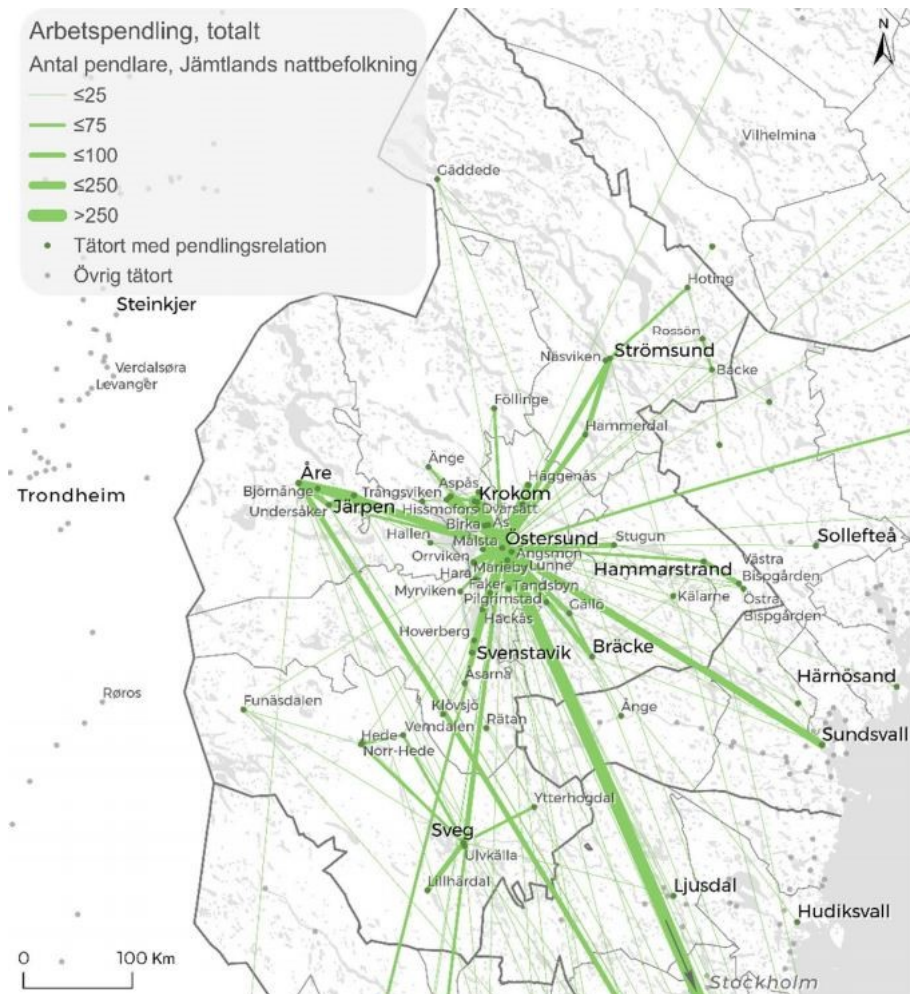 Arbetspendling, totalt
Antal pendlare, Jämtlands nattbefolkning
≤25
≤75
≤100
≤250
>250
Tätort med pendlingsrelation
Övrig tätort
N
Vilhelmina
Gäddede
Hoting
Steinkjer
Rossön
Strömsund
Näsviken
Verdalsøra
Backe
Levanger
Föllinge
Hammerdal
Änge
Häggenås
Åre
Aspås
Krokom
Björnänge
Trångsviken
Trondheim
Undersåker
Järpen
Hissmofors
Dvärsätt
Birka
Ås
Hallen
Målsta
Östersund
Stugun
Sollefteå
Orrviken
Ängsmon
Marieby
Lunne
Hammarstrand
Västra
Bispgården
Hara
Fåker
Tandsbyn
Myrviken
Pilgrimstad
Gällö
Kälarne
Östra
Bispgården
Hackås
Hoverberg
Svenstavik
Bräcke
Åsarna
Härnösand
Røros
Funäsdalen
Klövsjö
Rätan
Ånge
Hede
Vemdalen
Sundsvall
Norr-Hede
Ytterhogdal
Sveg
Ulvkälla
Lillhärdal
Ljusdal
Hudiksvall
0
100 Km
Stockholm